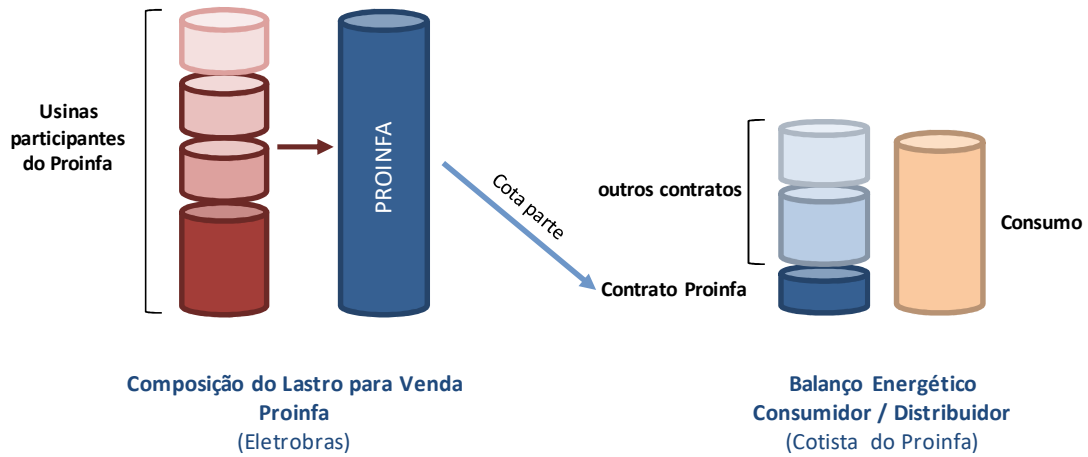 Usinas
participantes
do Proinfa
PROINFA
Cota parte
outros contratos
Contrato Proinfa
Consumo
Composição do Lastro para Venda
Proinfa
(Eletrobras)
Balanço Energético
Consumidor / Distribuidor
(Cotista do Proinfa)